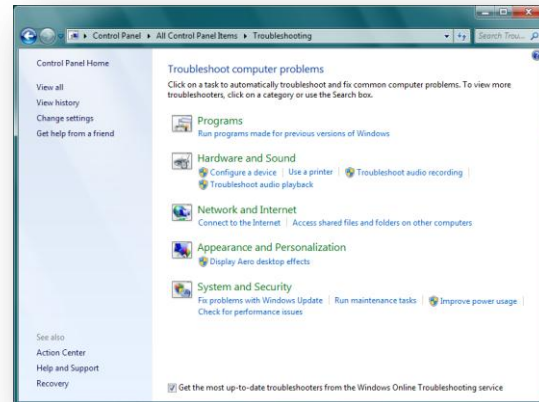 Control Panel ▸ All Control Panel Items ▸ Troubleshooting
Search Trou...
Control Panel Home
View all
View history
Change settings
Get help from a friend
Troubleshoot computer problems
Click on a task to automatically troubleshoot and fix common computer problems. To view more
troubleshooters, click on a category or use the Search box.
Programs
Run programs made for previous versions of Windows
Hardware and Sound
Configure a device | Use a printer | Troubleshoot audio recording |
Troubleshoot audio playback
Network and Internet
Connect to the Internet | Access shared files and folders on other computers
Appearance and Personalization
Display Aero desktop effects
System and Security
Fix problems with Windows Update | Run maintenance tasks | Improve power usage |
Check for performance issues
See also
Action Center
Help and Support
Recovery
Get the most up-to-date troubleshooters from the Windows Online Troubleshooting service